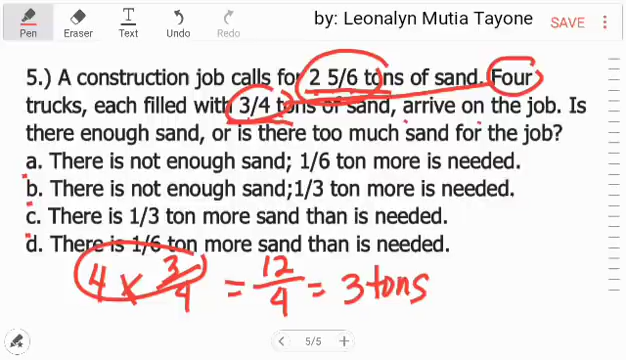 by: Leonalyn Mutia Tayone
SAVE
Pen Eraser Text Undo Redo
5.) A construction job calls for 2 5/6 tons of sand. Four
trucks, each filled with 3/4 tons of sand, arrive on the job. Is
there enough sand, or is there too much sand for the job?
a. There is not enough sand; 1/6 ton more is needed.
b. There is not enough sand;1/3 ton more is needed.
c. There is 1/3 ton more sand than is needed.
d. There is 1/6 ton more sand than is needed.
4 x 3/4 = 12/4 = 3 tons
< 5/5 +